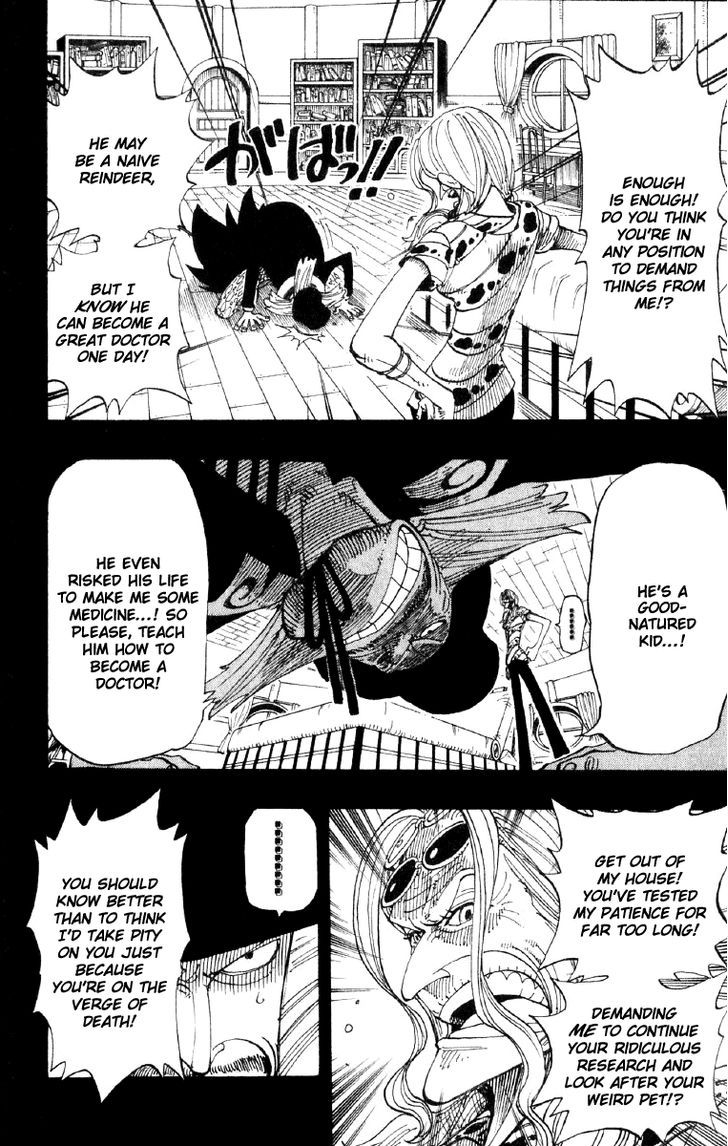 ENOUGH
IS ENOUGH!
DO YOU THINK
YOU'RE IN
ANY POSITION
TO DEMAND
THINGS FROM
ME!?
がばっ!!
HE MAY
BE A NAIVE
REINDEER,
BUT I
KNOW HE
CAN BECOME A
GREAT DOCTOR
ONE DAY!
HE'S A
GOOD-
NATURED
KID...!
......
HE EVEN
RISKED HIS LIFE
TO MAKE ME SOME
MEDICINE...! SO
PLEASE, TEACH
HIM HOW TO
BECOME A
DOCTOR!
GET OUT OF
MY HOUSE!
YOU'VE TESTED
MY PATIENCE FOR
FAR TOO LONG!
DEMANDING
ME TO CONTINUE
YOUR RIDICULOUS
RESEARCH AND
LOOK AFTER YOUR
WEIRD PET!?
........
YOU SHOULD
KNOW BETTER
THAN TO THINK
I'D TAKE PITY
ON YOU JUST
BECAUSE
YOU'RE ON THE
VERGE OF
DEATH!